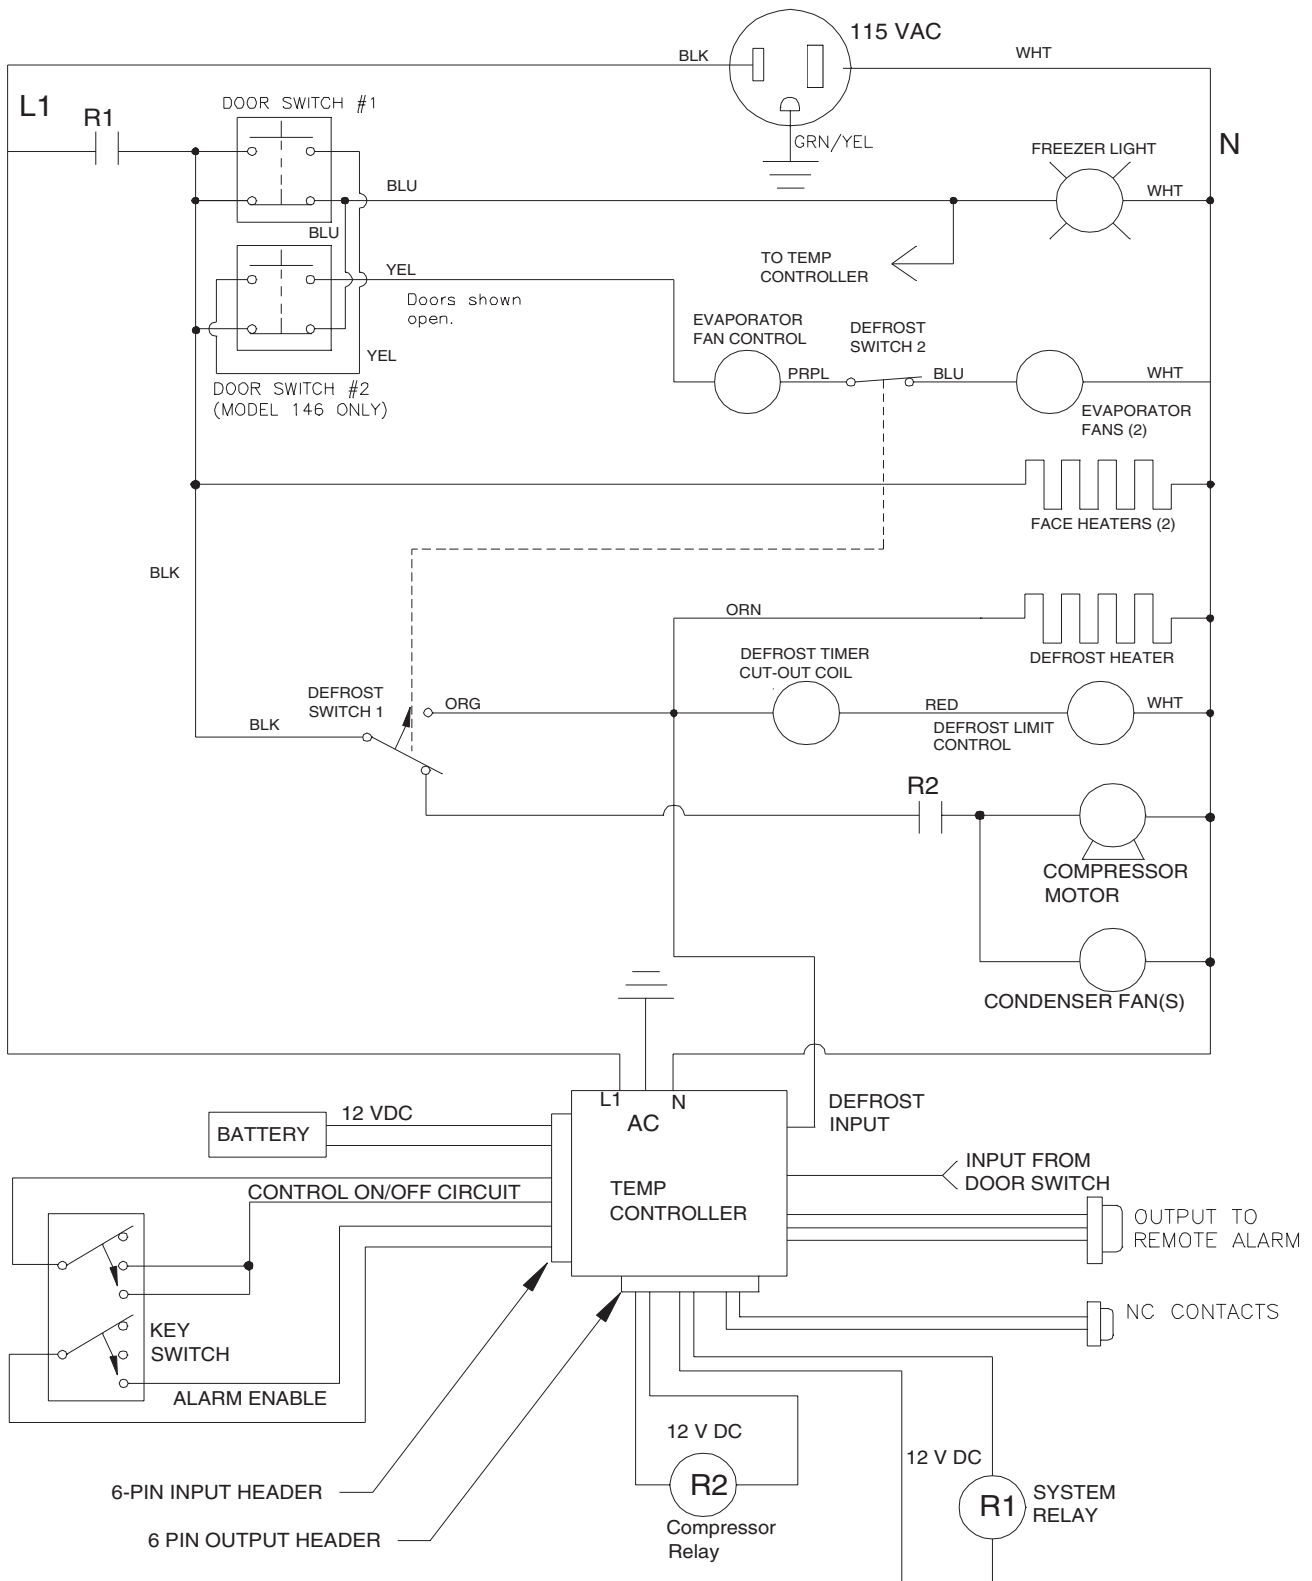 115 VAC
BLK
WHT
L1
R1
DOOR SWITCH #1
GRN/YEL
FREEZER LIGHT
N
BLU
WHT
BLU
TO TEMP
CONTROLLER
YEL
Doors shown
open.
EVAPORATOR
FAN CONTROL
DEFROST
SWITCH 2
YEL
PRPL
BLU
WHT
DOOR SWITCH #2
(MODEL 146 ONLY)
EVAPORATOR
FANS (2)
FACE HEATERS (2)
BLK
ORN
DEFROST HEATER
DEFROST TIMER
CUT-OUT COIL
DEFROST
SWITCH 1
ORG
RED
WHT
BLK
DEFROST LIMIT
CONTROL
R2
COMPRESSOR
MOTOR
CONDENSER FAN(S)
L1
N
AC
DEFROST
INPUT
12 VDC
BATTERY
INPUT FROM
DOOR SWITCH
CONTROL ON/OFF CIRCUIT
TEMP
CONTROLLER
OUTPUT TO
REMOTE ALARM
NC CONTACTS
KEY
SWITCH
ALARM ENABLE
12 V DC
12 V DC
6-PIN INPUT HEADER
R2
R1
SYSTEM
RELAY
6 PIN OUTPUT HEADER
Compressor
Relay